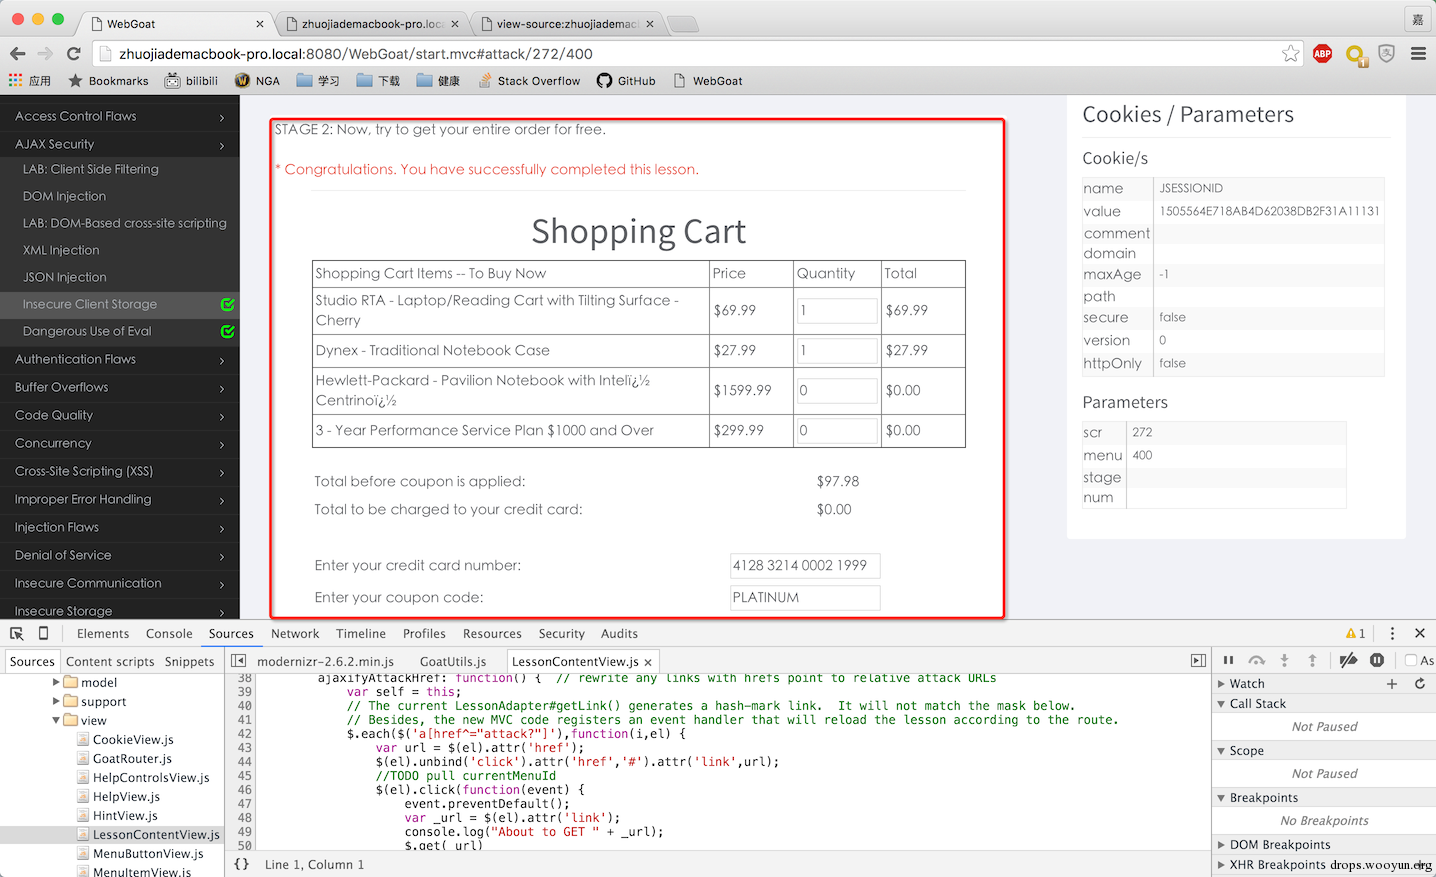 WebGoat
zhuojiademacbook-pro.loca
view-source:zhuojiademac
嘉
zhuojiademacbook-pro.local:8080/WebGoat/start.mvc#attack/272/400
ABP
1
应用
Bookmarks
bilibili
NGA
学习
下载
健康
Stack Overflow
GitHub
WebGoat
Access Control Flaws
AJAX Security
LAB: Client Side Filtering
DOM Injection
LAB: DOM-Based cross-site scripting
XML Injection
JSON Injection
Insecure Client Storage
Dangerous Use of Eval
Authentication Flaws
Buffer Overflows
Code Quality
Concurrency
Cross-Site Scripting (XSS)
Improper Error Handling
Injection Flaws
Denial of Service
Insecure Communication
Insecure Storage
STAGE 2: Now, try to get your entire order for free.
* Congratulations. You have successfully completed this lesson.
Shopping Cart
Shopping Cart Items -- To Buy Now Price Quantity Total
Studio RTA - Laptop/Reading Cart with Tilting Surface - Cherry $69.99 1 $69.99
Dynex - Traditional Notebook Case $27.99 1 $27.99
Hewlett-Packard - Pavilion Notebook with Intelï¿½ Centrinoï¿½ $1599.99 0 $0.00
3 - Year Performance Service Plan $1000 and Over $299.99 0 $0.00
Total before coupon is applied: $97.98
Total to be charged to your credit card: $0.00
Enter your credit card number: 4128 3214 0002 1999
Enter your coupon code: PLATINUM
Cookies / Parameters
Cookie/s
name JSESSIONID
value 1505564E718AB4D62038DB2F31A11131
comment
domain
maxAge -1
path
secure false
version 0
httpOnly false
Parameters
scr 272
menu 400
stage
num
Elements Console Sources Network Timeline Profiles Resources Security Audits
1
Sources Content scripts Snippets
modernizr-2.6.2.min.js GoatUtils.js LessonContentView.js
As
model
support
view
CookieView.js
GoatRouter.js
HelpControlsView.js
HelpView.js
HintView.js
LessonContentView.js
MenuButtonView.js
MenuItemView.js
38 ajaxifyAttackHref: function() { // rewrite any links with hrefs point to relative attack URLs
39 var self = this;
40 // The current LessonAdapter#getLink() generates a hash-mark link. It will not match the mask below.
41 // Besides, the new MVC code registers an event handler that will reload the lesson according to the route.
42 $.each($('a[href^="attack?"]'),function(i,el) {
43 var url = $(el).attr('href');
44 $(el).unbind('click').attr('href','#').attr('link',url);
45 //TODO pull currentMenuId
46 $(el).click(function(event) {
47 event.preventDefault();
48 var _url = $(el).attr('link');
49 console.log("About to GET " + _url);
50 $.get(_url)
{} Line 1, Column 1
Watch
Call Stack
Not Paused
Scope
Not Paused
Breakpoints
No Breakpoints
DOM Breakpoints
XHR Breakpoints
drops.wooyun.org